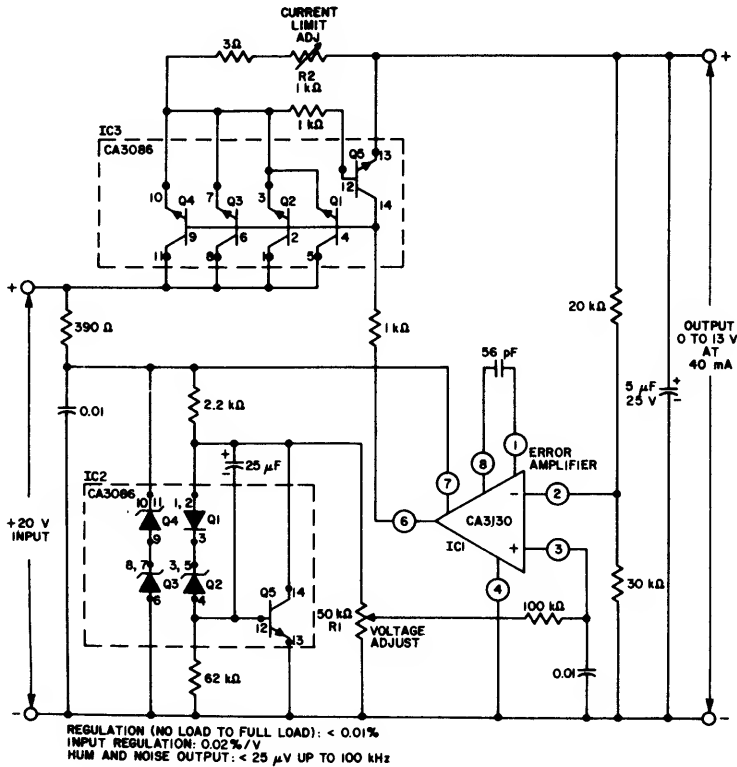 CURRENT
LIMIT
ADJ
3Ω
R2
1 kΩ
1 kΩ
+
IC3
CA3086
Q5
13
12
14
10
Q4
7
Q3
3
Q2
Q1
9
6
2
4
11
8
1
5
+
390 Ω
1 kΩ
20 kΩ
OUTPUT
0 TO 13 V
AT
40 mA
56 pF
5 μF
25 V
+
-
0.01
2.2 kΩ
+
-
25 μF
1
ERROR
AMPLIFIER
8
7
2
IC2
CA3086
10 11
Q4
9
1, 2
Q1
3
6
CA3130
IC1
-
+
3
4
+20 V
INPUT
8, 7
Q3
6
3, 5
Q2
4
Q5
14
12
13
50 kΩ
R1
VOLTAGE
ADJUST
100 kΩ
30 kΩ
62 kΩ
0.01
-
-
REGULATION (NO LOAD TO FULL LOAD): < 0.01%
INPUT REGULATION: 0.02%/V
HUM AND NOISE OUTPUT: < 25 μV UP TO 100 kHz